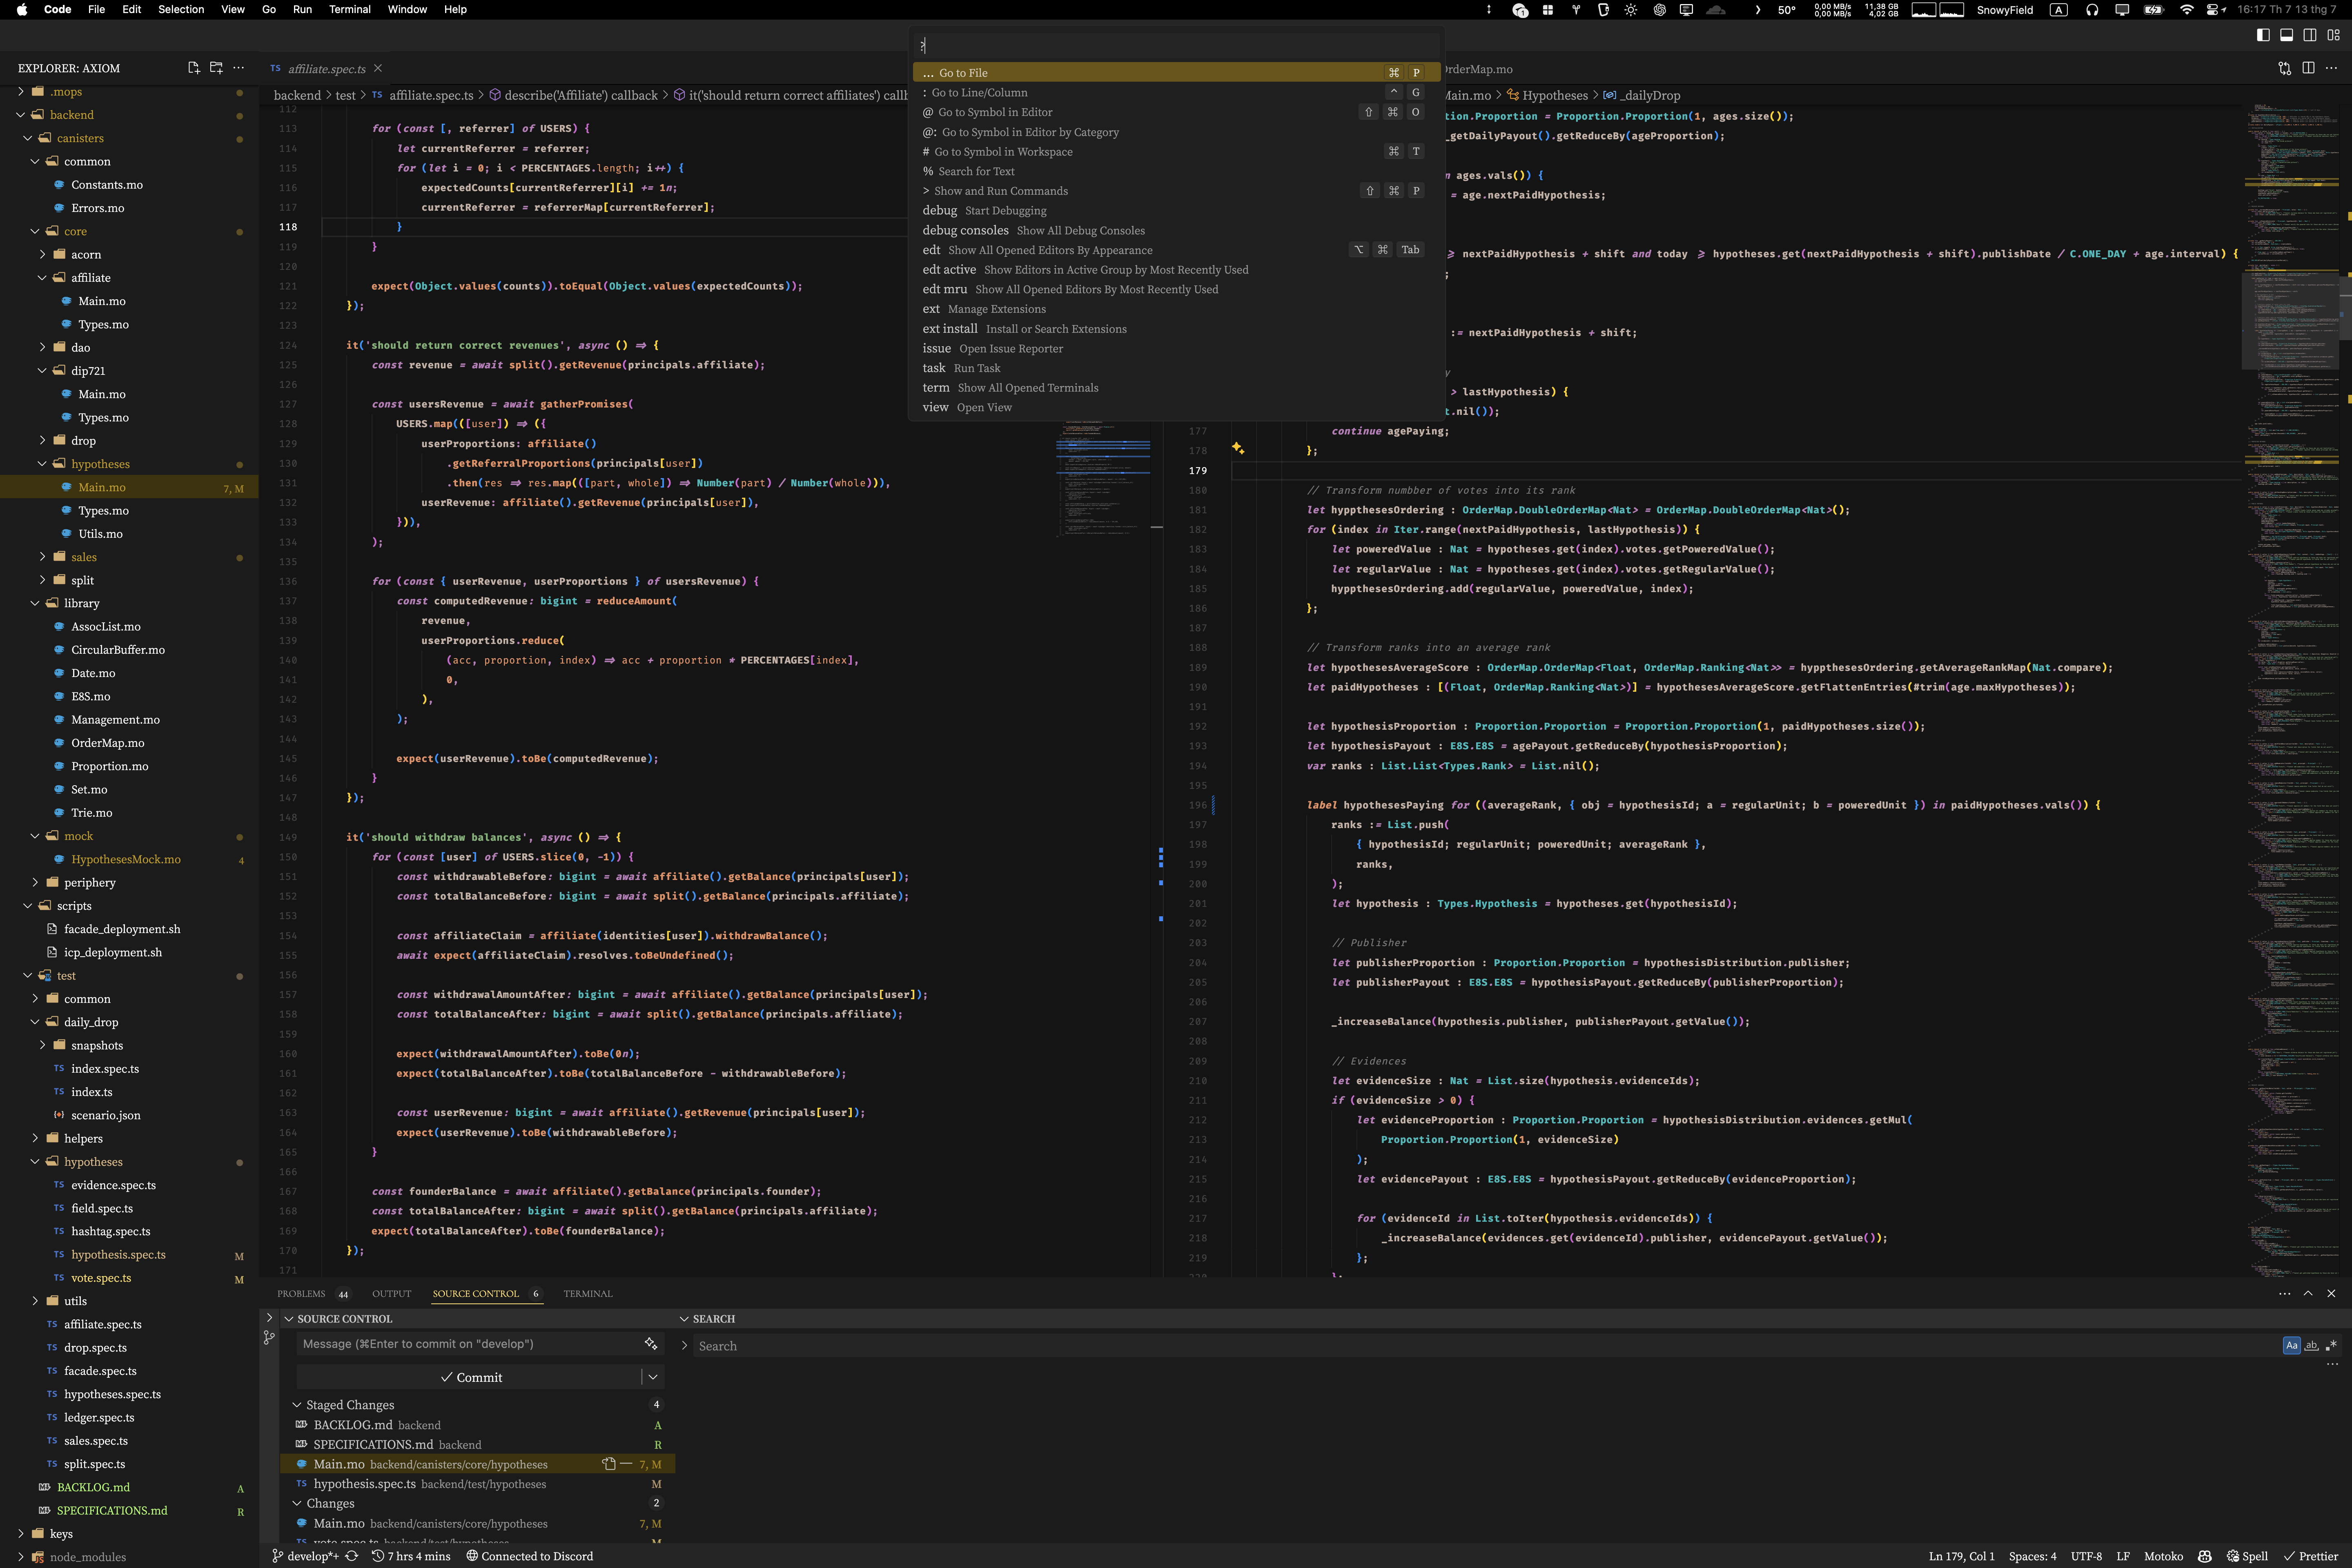 Code File Edit Selection View Go Run Terminal Window Help
1 50° 0,00 MB/s 0,00 MB/s 11,38 GB 4,02 GB SnowyField A 16:17 Th 7 13 thg 7
?
... Go to File ⌘ P
: Go to Line/Column ^ G
@ Go to Symbol in Editor ⇧ ⌘ O
@: Go to Symbol in Editor by Category
# Go to Symbol in Workspace ⌘ T
% Search for Text
> Show and Run Commands ⇧ ⌘ P
debug Start Debugging
debug consoles Show All Debug Consoles
edt Show All Opened Editors By Appearance ⌥ ⌘ Tab
edt active Show Editors in Active Group by Most Recently Used
edt mru Show All Opened Editors By Most Recently Used
ext Manage Extensions
ext install Install or Search Extensions
issue Open Issue Reporter
task Run Task
term Show All Opened Terminals
view Open View
EXPLORER: AXIOM
.mops
backend
canisters
common
Constants.mo
Errors.mo
core
acorn
affiliate
Main.mo
Types.mo
dao
dip721
Main.mo
Types.mo
drop
hypotheses
Main.mo 7, M
Types.mo
Utils.mo
sales
split
library
AssocList.mo
CircularBuffer.mo
Date.mo
E8S.mo
Management.mo
OrderMap.mo
Proportion.mo
Set.mo
Trie.mo
mock
HypothesesMock.mo 4
periphery
scripts
facade_deployment.sh
icp_deployment.sh
test
common
daily_drop
snapshots
index.spec.ts
index.ts
scenario.json
helpers
hypotheses
evidence.spec.ts
field.spec.ts
hashtag.spec.ts
hypothesis.spec.ts M
vote.spec.ts M
utils
affiliate.spec.ts
drop.spec.ts
facade.spec.ts
hypotheses.spec.ts
ledger.spec.ts
sales.spec.ts
split.spec.ts
BACKLOG.md A
SPECIFICATIONS.md R
keys
node_modules
TS affiliate.spec.ts
backend > test > TS affiliate.spec.ts > describe('Affiliate') callback > it('should return correct affiliates') callb
112
113 for (const [, referrer] of USERS) {
114 let currentReferrer = referrer;
115 for (let i = 0; i < PERCENTAGES.length; i++) {
116 expectedCounts[currentReferrer][i] += 1n;
117 currentReferrer = referrerMap[currentReferrer];
118 }
119 }
120
121 expect(Object.values(counts)).toEqual(Object.values(expectedCounts));
122 });
123
124 it('should return correct revenues', async () => {
125 const revenue = await split().getRevenue(principals.affiliate);
126
127 const usersRevenue = await gatherPromises(
128 USERS.map(([user]) => ({
129 userProportions: affiliate()
130 .getReferralProportions(principals[user])
131 .then(res => res.map(([part, whole]) => Number(part) / Number(whole))),
132 userRevenue: affiliate().getRevenue(principals[user]),
133 })),
134 );
135
136 for (const { userRevenue, userProportions } of usersRevenue) {
137 const computedRevenue: bigint = reduceAmount(
138 revenue,
139 userProportions.reduce(
140 (acc, proportion, index) => acc + proportion * PERCENTAGES[index],
141 0,
142 ),
143 );
144
145 expect(userRevenue).toBe(computedRevenue);
146 }
147 });
148
149 it('should withdraw balances', async () => {
150 for (const [user] of USERS.slice(0, -1)) {
151 const withdrawableBefore: bigint = await affiliate().getBalance(principals[user]);
152 const totalBalanceBefore: bigint = await split().getBalance(principals.affiliate);
153
154 const affiliateClaim = affiliate(identities[user]).withdrawBalance();
155 await expect(affiliateClaim).resolves.toBeUndefined();
156
157 const withdrawalAmountAfter: bigint = await affiliate().getBalance(principals[user]);
158 const totalBalanceAfter: bigint = await split().getBalance(principals.affiliate);
159
160 expect(withdrawalAmountAfter).toBe(0n);
161 expect(totalBalanceAfter).toBe(totalBalanceBefore - withdrawableBefore);
162
163 const userRevenue: bigint = await affiliate().getRevenue(principals[user]);
164 expect(userRevenue).toBe(withdrawableBefore);
165 }
166
167 const founderBalance = await affiliate().getBalance(principals.founder);
168 const totalBalanceAfter: bigint = await split().getBalance(principals.affiliate);
169 expect(totalBalanceAfter).toBe(founderBalance);
170 });
171
OrderMap.mo
Main.mo > Hypotheses > _dailyDrop
tion.Proportion = Proportion.Proportion(1, ages.size());
_getDailyPayout().getReduceBy(ageProportion);
n ages.vals()) {
= age.nextPaidHypothesis;
>= nextPaidHypothesis + shift and today >= hypotheses.get(nextPaidHypothesis + shift).publishDate / C.ONE_DAY + age.interval) {
;
:= nextPaidHypothesis + shift;
y
> lastHypothesis) {
t.nil());
177 continue agePaying;
178 };
179
180 // Transform numbber of votes into its rank
181 let hyppthesesOrdering : OrderMap.DoubleOrderMap<Nat> = OrderMap.DoubleOrderMap<Nat>();
182 for (index in Iter.range(nextPaidHypothesis, lastHypothesis)) {
183 let poweredValue : Nat = hypotheses.get(index).votes.getPoweredValue();
184 let regularValue : Nat = hypotheses.get(index).votes.getRegularValue();
185 hypptheses​Ordering.add(regularValue, poweredValue, index);
186 };
187
188 // Transform ranks into an average rank
189 let hypothesesAverageScore : OrderMap.OrderMap<Float, OrderMap.Ranking<Nat>> = hyppthesesOrdering.getAverageRankMap(Nat.compare);
190 let paidHypotheses : [(Float, OrderMap.Ranking<Nat>)] = hypothesesAverageScore.getFlattenEntries(#trim(age.maxHypotheses));
191
192 let hypothesisProportion : Proportion.Proportion = Proportion.Proportion(1, paidHypotheses.size());
193 let hypothesisPayout : E8S.E8S = agePayout.getReduceBy(hypothesisProportion);
194 var ranks : List.List<Types.Rank> = List.nil();
195
196 label hypothesesPaying for ((averageRank, { obj = hypothesisId; a = regularUnit; b = poweredUnit }) in paidHypotheses.vals()) {
197 ranks := List.push(
198 { hypothesisId; regularUnit; poweredUnit; averageRank },
199 ranks,
200 );
201 let hypothesis : Types.Hypothesis = hypotheses.get(hypothesisId);
202
203 // Publisher
204 let publisherProportion : Proportion.Proportion = hypothesisDistribution.publisher;
205 let publisherPayout : E8S.E8S = hypothesisPayout.getReduceBy(publisherProportion);
206
207 _increaseBalance(hypothesis.publisher, publisherPayout.getValue());
208
209 // Evidences
210 let evidenceSize : Nat = List.size(hypothesis.evidenceIds);
211 if (evidenceSize > 0) {
212 let evidenceProportion : Proportion.Proportion = hypothesisDistribution.evidences.getMul(
213 Proportion.Proportion(1, evidenceSize)
214 );
215 let evidencePayout : E8S.E8S = hypothesisPayout.getReduceBy(evidenceProportion);
216
217 for (evidenceId in List.toIter(hypothesis.evidenceIds)) {
218 _increaseBalance(evidences.get(evidenceId).publisher, evidencePayout.getValue());
219 };
PROBLEMS 44 OUTPUT SOURCE CONTROL 6 TERMINAL
SOURCE CONTROL
Message (⌘Enter to commit on "develop")
Commit
Staged Changes 4
BACKLOG.md backend A
SPECIFICATIONS.md backend R
Main.mo backend/canisters/core/hypotheses 7, M
TS hypothesis.spec.ts backend/test/hypotheses M
Changes 2
Main.mo backend/canisters/core/hypotheses 7, M
vote.spec.ts backend/test/hypotheses M
SEARCH
Search Aa ab .*
develop*+ 7 hrs 4 mins Connected to Discord
Ln 179, Col 1 Spaces: 4 UTF-8 LF Motoko Spell Prettier